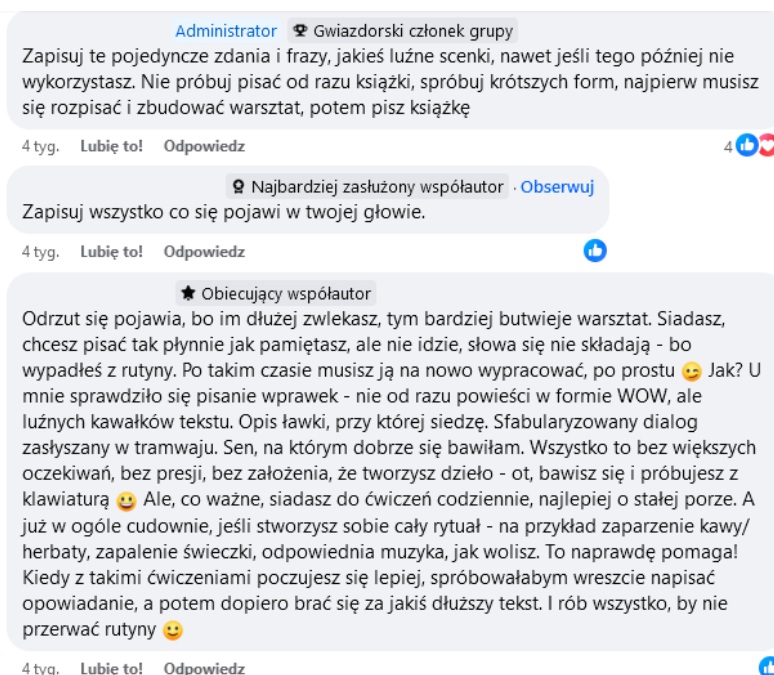 Administrator Gwiazdorski członek grupy
Zapisuj te pojedyncze zdania i frazy, jakieś luźne scenki, nawet jeśli tego później nie
wykorzystasz. Nie próbuj pisać od razu książki, spróbuj krótszych form, najpierw musisz
się rozpisać i zbudować warsztat, potem pisz książkę
4 tyg. Lubię to! Odpowiedz 4
Najbardziej zasłużony współautor · Obserwuj
Zapisuj wszystko co się pojawi w twojej głowie.
4 tyg. Lubię to! Odpowiedz
Obiecujący współautor
Odrzut się pojawia, bo im dłużej zwlekasz, tym bardziej butwieje warsztat. Siadasz,
chcesz pisać tak płynnie jak pamiętasz, ale nie idzie, słowa się nie składają - bo
wypadłeś z rutyny. Po takim czasie musisz ją na nowo wypracować, po prostu 😉 Jak? U
mnie sprawdziło się pisanie wprawek - nie od razu powieści w formie WOW, ale
luźnych kawałków tekstu. Opis ławki, przy której siedzę. Sfabularyzowany dialog
zasłyszany w tramwaju. Sen, na którym dobrze się bawiłam. Wszystko to bez większych
oczekiwań, bez presji, bez założenia, że tworzysz dzieło - ot, bawisz się i próbujesz z
klawiaturą 😀 Ale, co ważne, siadasz do ćwiczeń codziennie, najlepiej o stałej porze. A
już w ogóle cudownie, jeśli stworzysz sobie cały rytuał - na przykład zaparzenie kawy/
herbaty, zapalenie świeczki, odpowiednia muzyka, jak wolisz. To naprawdę pomaga!
Kiedy z takimi ćwiczeniami poczujesz się lepiej, spróbowałabym wreszcie napisać
opowiadanie, a potem dopiero brać się za jakiś dłuższy tekst. I rób wszystko, by nie
przerwać rutyny 🙂
4 tyg. Lubię to! Odpowiedz